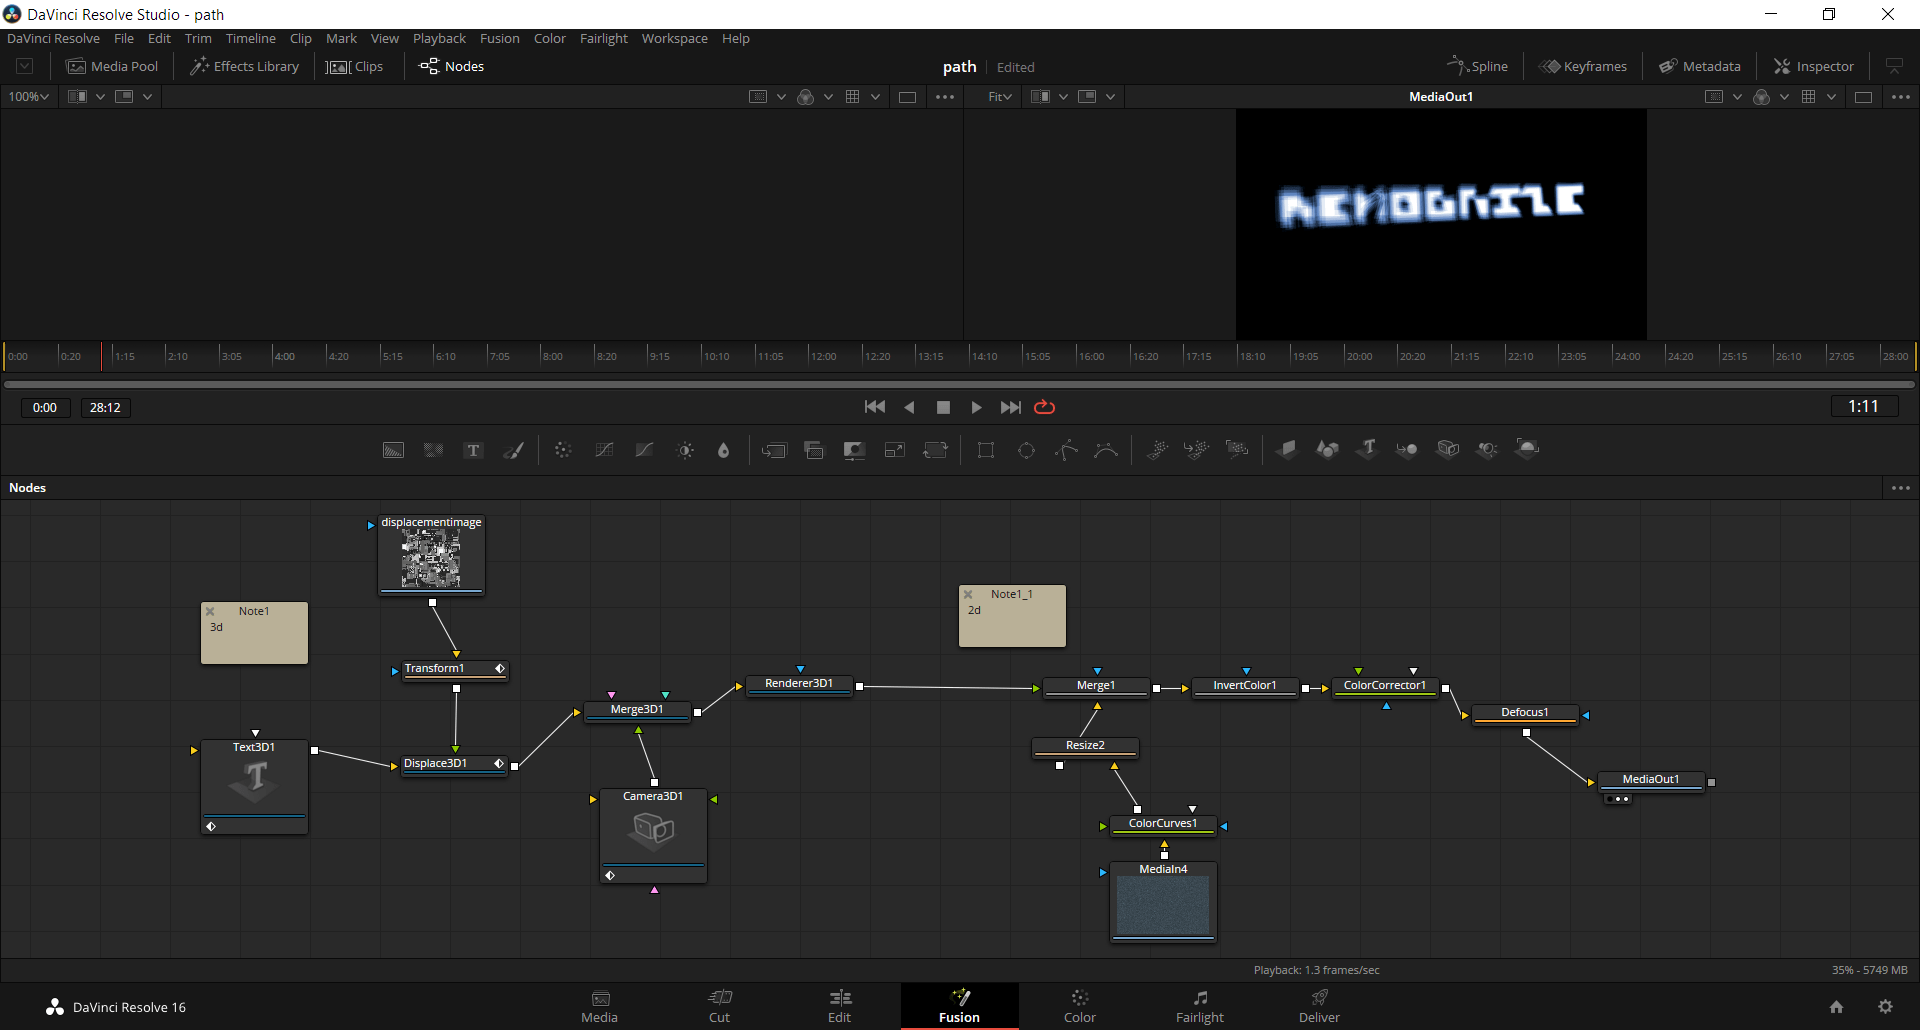 DaVinci Resolve Studio - path
DaVinci Resolve File Edit Trim Timeline Clip Mark View Playback Fusion Color Fairlight Workspace Help
Media Pool Effects Library Clips Nodes path Edited Spline Keyframes Metadata Inspector
100% Fit MediaOut1
0:00 0:20 1:15 2:10 3:05 4:00 4:20 5:15 6:10 7:05 8:00 8:20 9:15 10:10 11:05 12:00 12:20 13:15 14:10 15:05 16:00 16:20 17:15 18:10 19:05 20:00 20:20 21:15 22:10 23:05 24:00 24:20 25:15 26:10 27:05 28:00
0:00 28:12 1:11
Nodes
displacementimage
Note1
3d
Note1_1
2d
Transform1
Renderer3D1
Merge1
InvertColor1
ColorCorrector1
Merge3D1
Defocus1
Text3D1
Displace3D1
Resize2
MediaOut1
Camera3D1
ColorCurves1
MediaIn4
Playback: 1.3 frames/sec 35% - 5749 MB
DaVinci Resolve 16 Media Cut Edit Fusion Color Fairlight Deliver